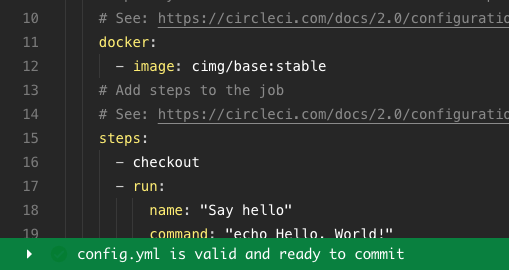 10 # See: https://circleci.com/docs/2.0/configuratio
11 docker:
12 - image: cimg/base:stable
13 # Add steps to the job
14 # See: https://circleci.com/docs/2.0/configuratio
15 steps:
16 - checkout
17 - run:
18 name: "Say hello"
19 command: "echo Hello, World!"
config.yml is valid and ready to commit